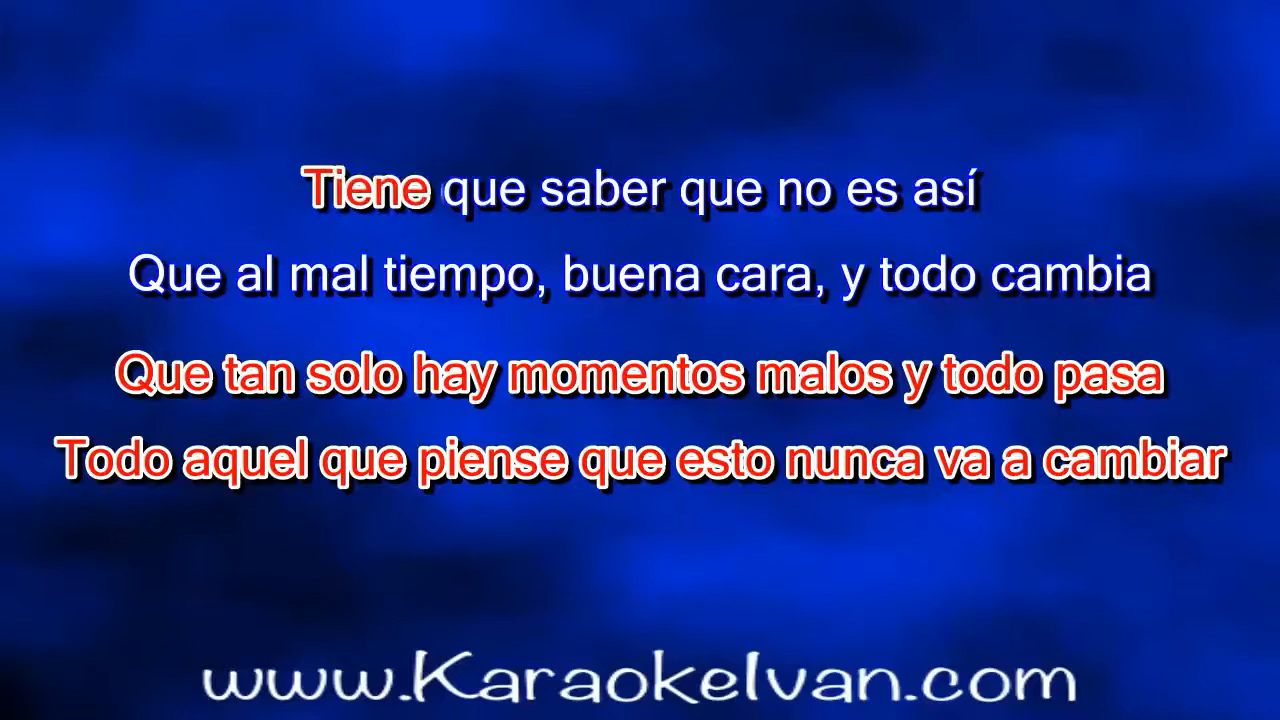 Tiene que saber que no es así
Que al mal tiempo, buena cara, y todo cambia
Que tan solo hay momentos malos y todo pasa
Todo aquel que piense que esto nunca va a cambiar
www.KaraokeIvan.com